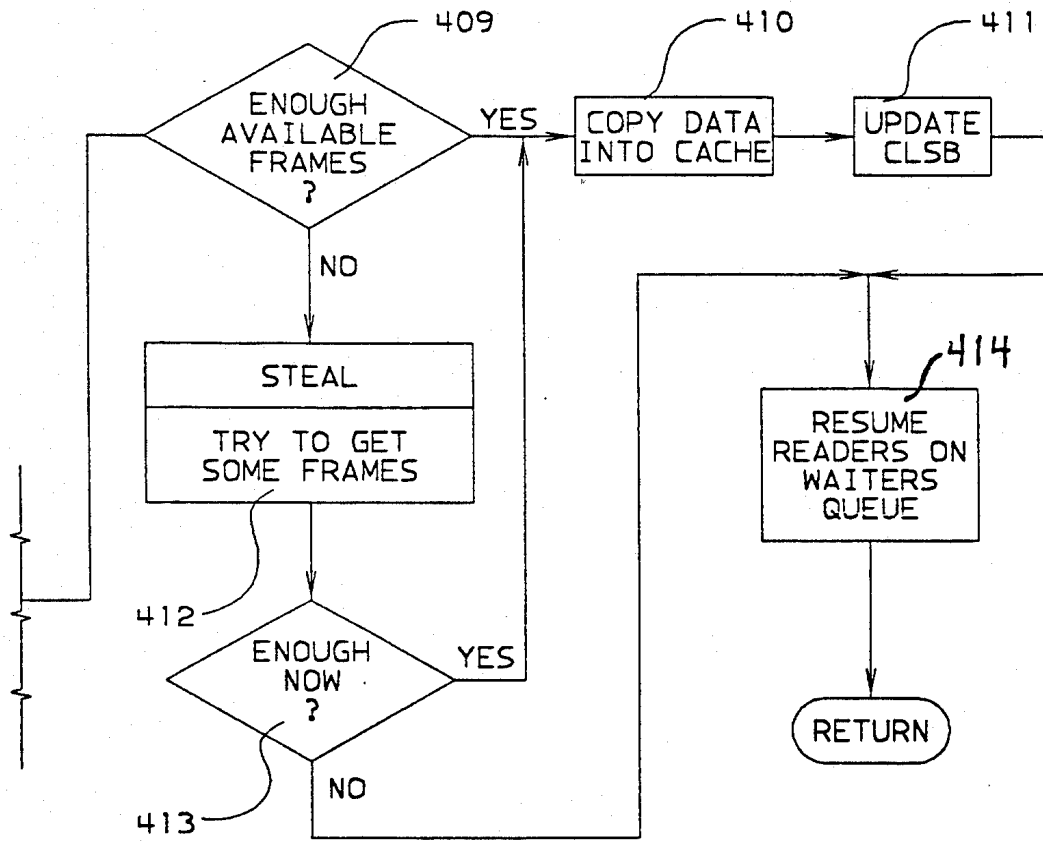 409
410
411
ENOUGH
AVAILABLE
FRAMES
?
YES
COPY DATA
INTO CACHE
UPDATE
CLSB
NO
STEAL
TRY TO GET
SOME FRAMES
414
RESUME
READERS ON
WAITERS
QUEUE
412
ENOUGH
NOW
?
YES
RETURN
NO
413